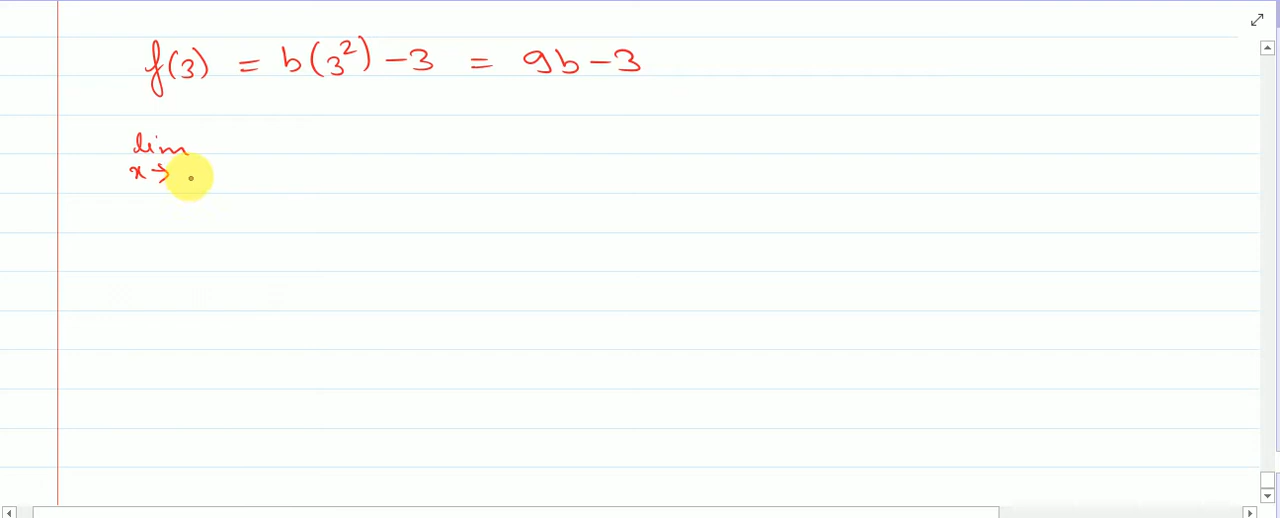 f(3) = b(3²) - 3 = 9b - 3
lim
x→